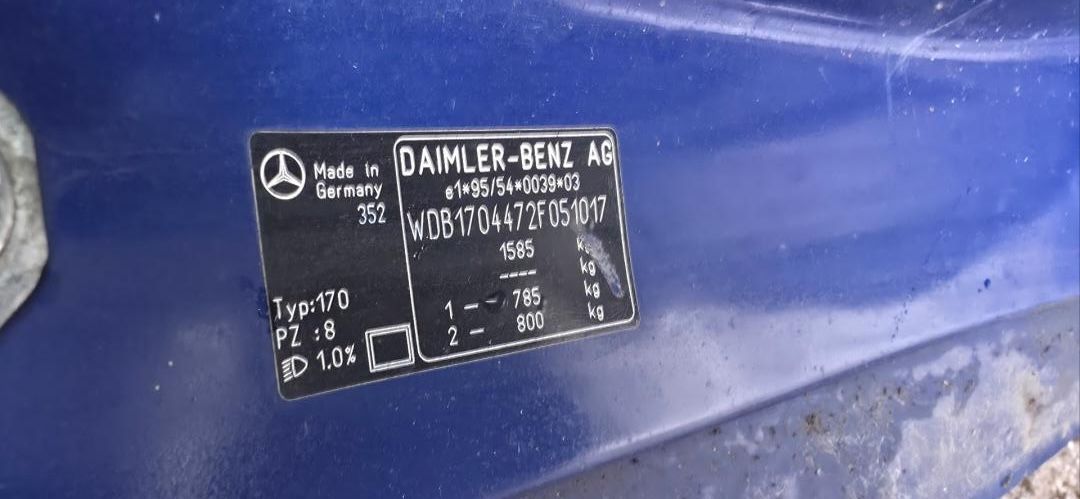 Made in
Germany
352
Typ:170
PZ :8
1.0%
DAIMLER-BENZ AG
e1*95/54*0039*03
WDB1704472F051017
1585 kg
---- kg
1 - 785 kg
2 - 800 kg